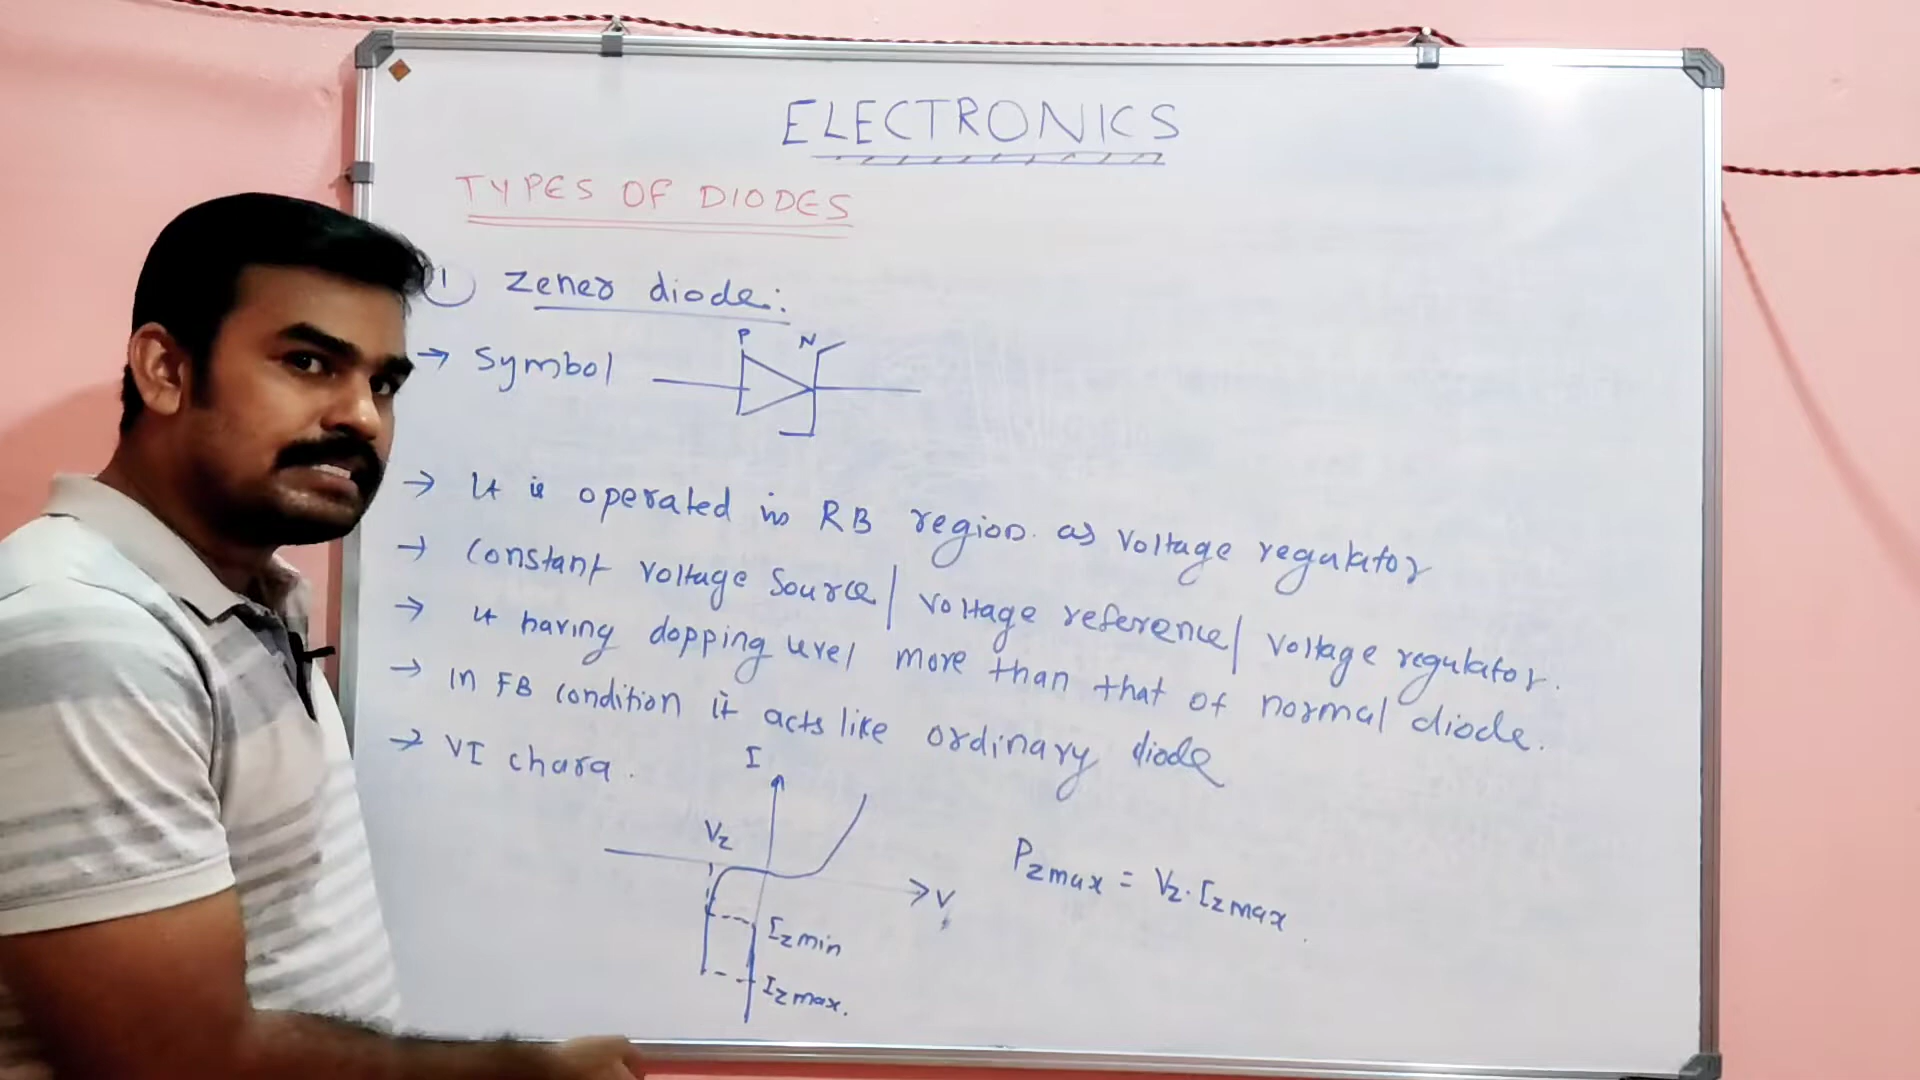 ELECTRONICS
TYPES OF DIODES
1 Zener diode:
P N
→ Symbol
→ It is operated in RB region as voltage regulator
→ Constant voltage Source/ voltage reference/ voltage regulator.
→ It having dopping level more than that of normal diode.
→ In FB condition it acts like ordinary diode
→ VI chara.
I
Vz
V
Pzmax = Vz. Izmax.
Izmin
Izmax.